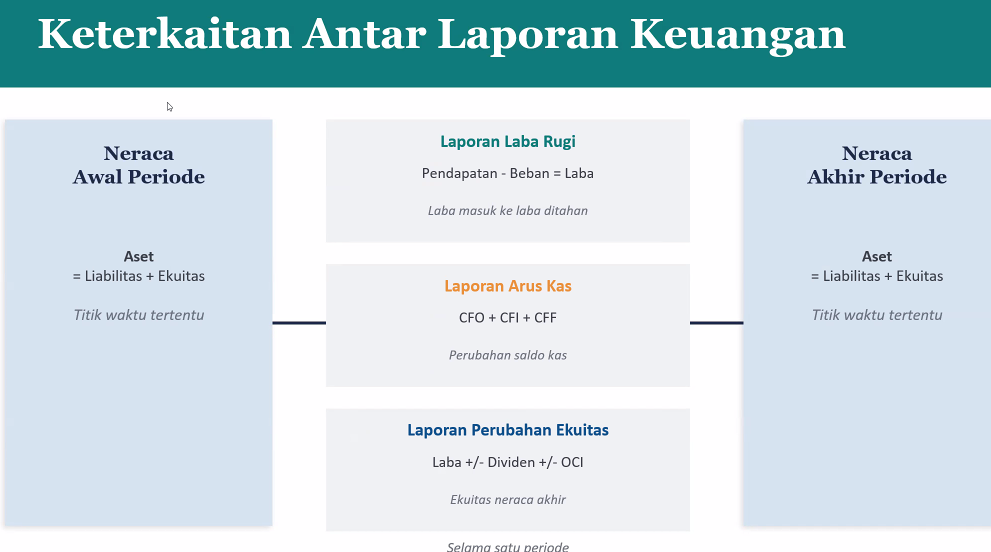 Keterkaitan Antar Laporan Keuangan
Neraca
Awal Periode
Aset
= Liabilitas + Ekuitas
Titik waktu tertentu
Laporan Laba Rugi
Pendapatan - Beban = Laba
Laba masuk ke laba ditahan
Laporan Arus Kas
CFO + CFI + CFF
Perubahan saldo kas
Laporan Perubahan Ekuitas
Laba +/- Dividen +/- OCI
Ekuitas neraca akhir
Selama satu periode
Neraca
Akhir Periode
Aset
= Liabilitas + Ekuitas
Titik waktu tertentu